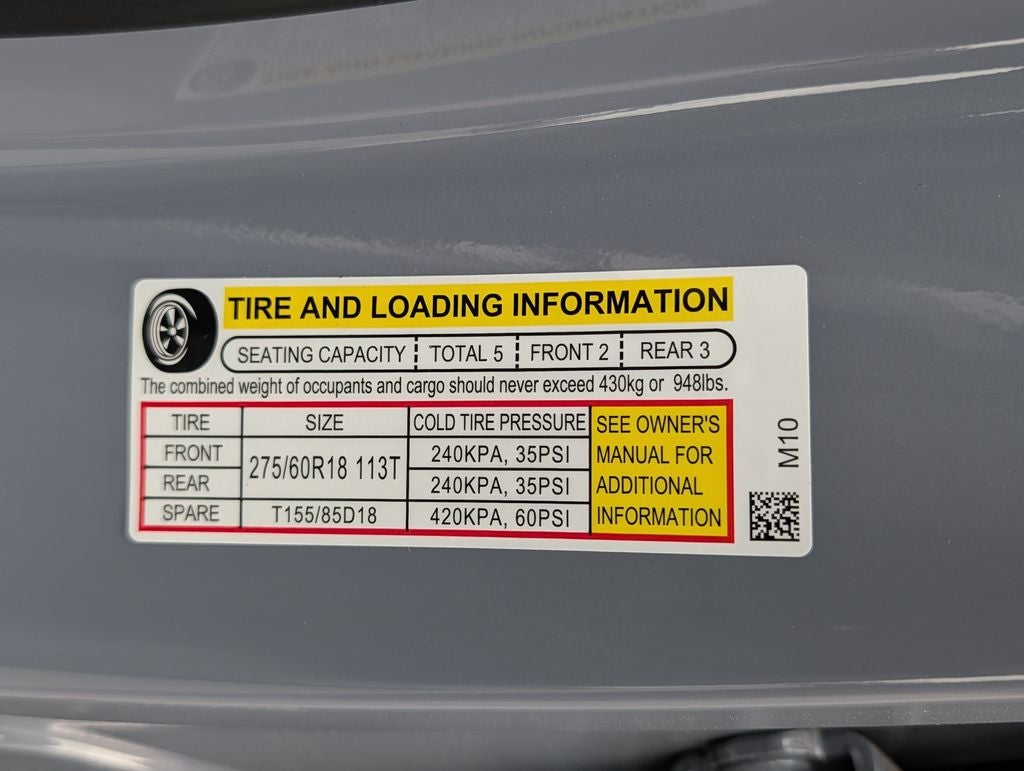 TIRE AND LOADING INFORMATION
SEATING CAPACITY TOTAL 5 FRONT 2 REAR 3
The combined weight of occupants and cargo should never exceed 430kg or 948lbs.
TIRE SIZE COLD TIRE PRESSURE
FRONT 275/60R18 113T 240KPA, 35PSI
REAR 240KPA, 35PSI
SPARE T155/85D18 420KPA, 60PSI
SEE OWNER'S
MANUAL FOR
ADDITIONAL
INFORMATION
M10